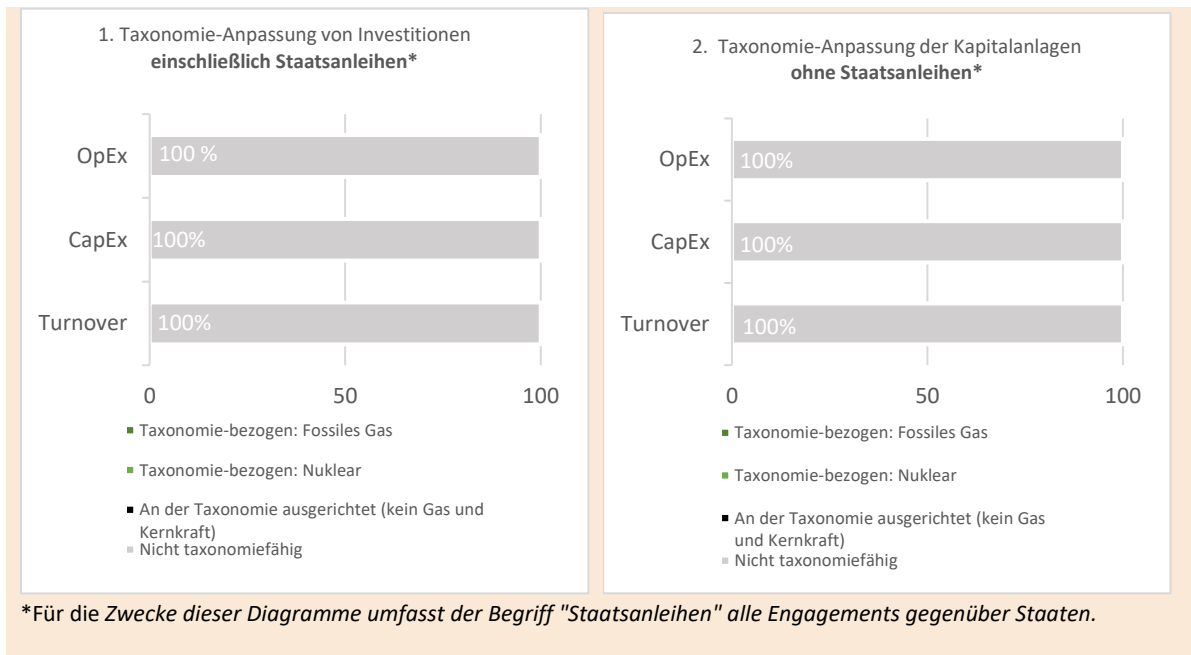 1. Taxonomie-Anpassung von Investitionen
einschließlich Staatsanleihen*
OpEx
100 %
CapEx
100%
Turnover
100%
0 50 100
Taxonomie-bezogen: Fossiles Gas
Taxonomie-bezogen: Nuklear
An der Taxonomie ausgerichtet (kein Gas und
Kernkraft)
Nicht taxonomiefähig
2. Taxonomie-Anpassung der Kapitalanlagen
ohne Staatsanleihen*
OpEx
100%
CapEx
100%
Turnover
100%
0 50 100
Taxonomie-bezogen: Fossiles Gas
Taxonomie-bezogen: Nuklear
An der Taxonomie ausgerichtet (kein Gas
und Kernkraft)
Nicht taxonomiefähig
*Für die Zwecke dieser Diagramme umfasst der Begriff "Staatsanleihen" alle Engagements gegenüber Staaten.